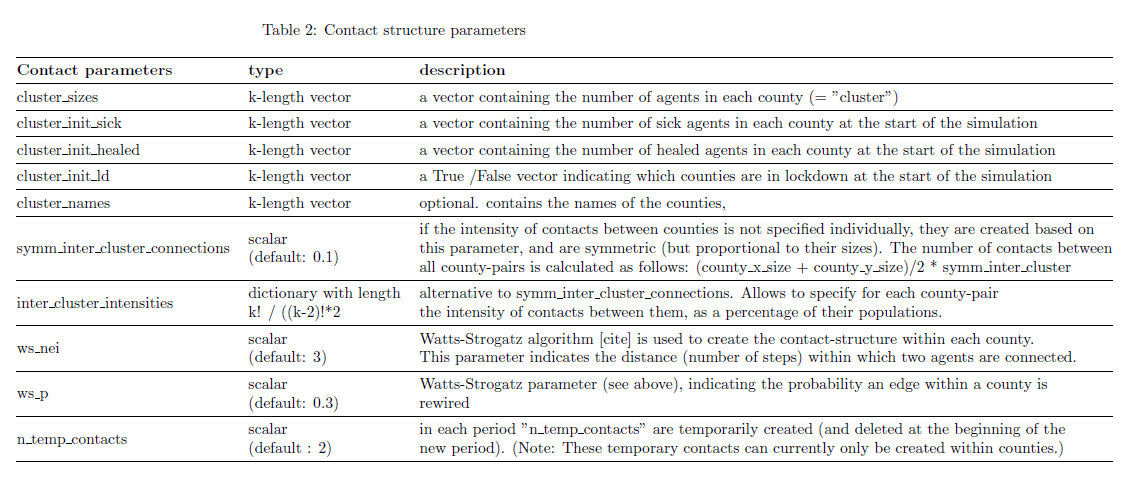 Table 2: Contact structure parameters
Contact parameters type description
cluster_sizes k-length vector a vector containing the number of agents in each county (= ”cluster”)
cluster_init_sick k-length vector a vector containing the number of sick agents in each county at the start of the simulation
cluster_init_healed k-length vector a vector containing the number of healed agents in each county at the start of the simulation
cluster_init_ld k-length vector a True /False vector indicating which counties are in lockdown at the start of the simulation
cluster_names k-length vector optional. contains the names of the counties,
symm_inter_cluster_connections
scalar
(default: 0.1)
if the intensity of contacts between counties is not specified individually, they are created based on
this parameter, and are symmetric (but proportional to their sizes). The number of contacts between
all county-pairs is calculated as follows: (county_x_size + county_y_size)/2 * symm_inter_cluster
inter_cluster_intensities
dictionary with length
k! / ((k-2)!*2
alternative to symm_inter_cluster_connections. Allows to specify for each county-pair
the intensity of contacts between them, as a percentage of their populations.
ws_nei
scalar
(default: 3)
Watts-Strogatz algorithm [cite] is used to create the contact-structure within each county.
This parameter indicates the distance (number of steps) within which two agents are connected.
ws_p
scalar
(default: 0.3)
Watts-Strogatz parameter (see above), indicating the probability an edge within a county is
rewired
n_temp_contacts
scalar
(default : 2)
in each period ”n_temp_contacts” are temporarily created (and deleted at the beginning of the
new period). (Note: These temporary contacts can currently only be created within counties.)